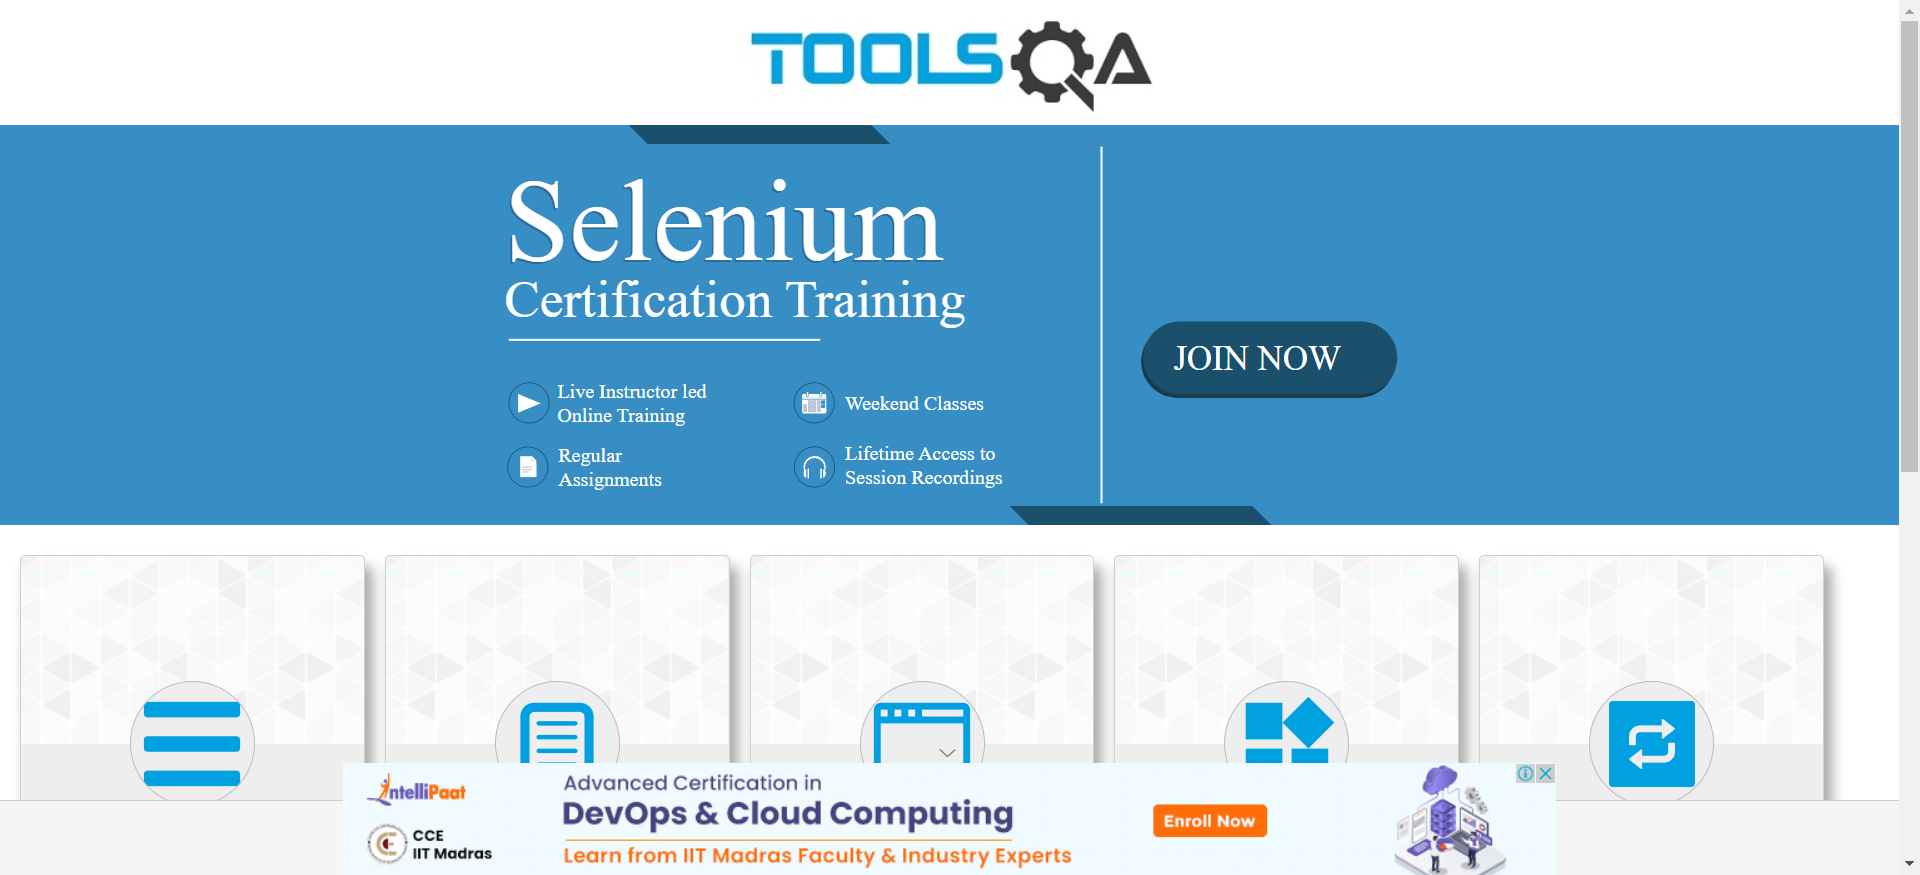 TOOLSQA
Selenium
Certification Training
Live Instructor led
Online Training
Weekend Classes
Regular
Assignments
Lifetime Access to
Session Recordings
JOIN NOW
intelliPaat
CCE
IIT Madras
Advanced Certification in
DevOps & Cloud Computing
Learn from IIT Madras Faculty & Industry Experts
Enroll Now